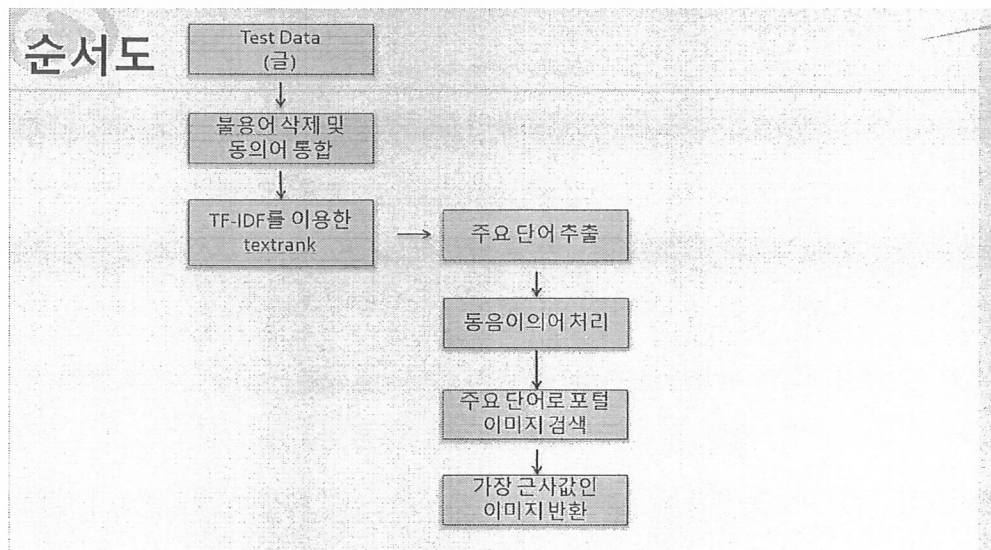 순서도
Test Data
(글)
불용어 삭제 및
동의어 통합
TF-IDF를 이용한
textrank
주요 단어 추출
동음이의어 처리
주요 단어로 포털
이미지 검색
가장 근사값인
이미지 반환